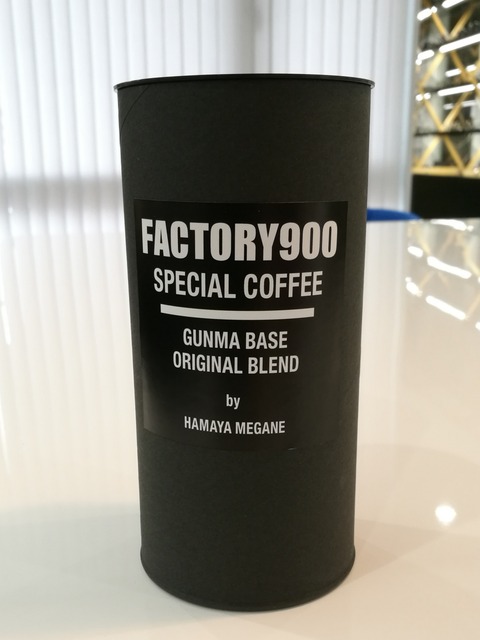 FACTORY900
SPECIAL COFFEE
GUNMA BASE
ORIGINAL BLEND
by
HAMAYA MEGANE